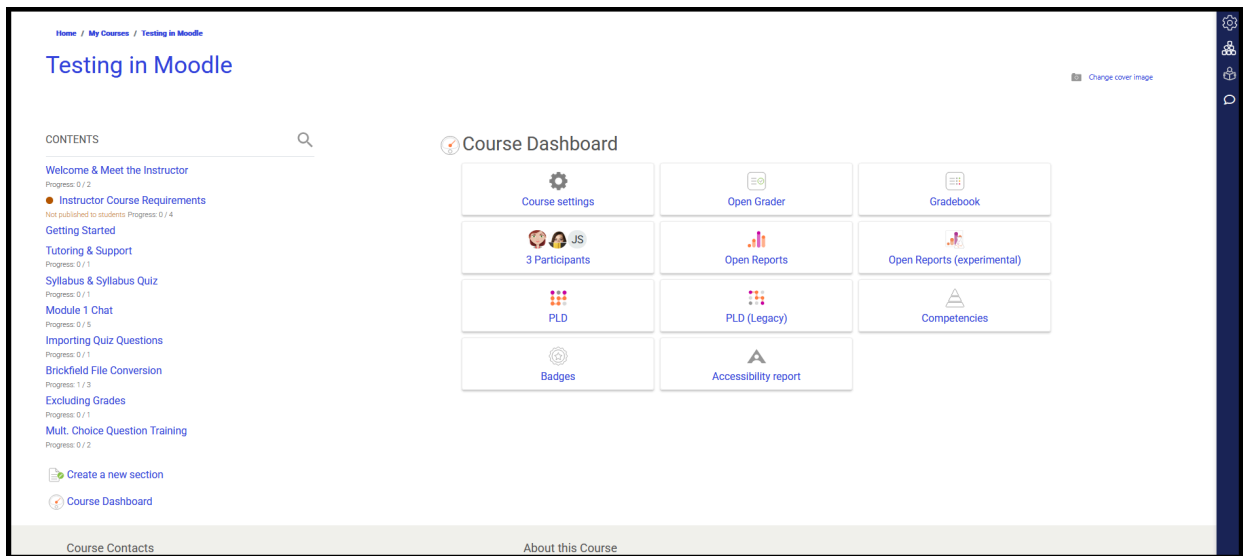 Home / My Courses / Testing in Moodle
Testing in Moodle
Change cover image
CONTENTS
Welcome & Meet the Instructor
Progress: 0 / 2
Instructor Course Requirements
Not published to students Progress: 0 / 4
Getting Started
Tutoring & Support
Progress: 0 / 1
Syllabus & Syllabus Quiz
Progress: 0 / 1
Module 1 Chat
Progress: 0 / 5
Importing Quiz Questions
Progress: 0 / 1
Brickfield File Conversion
Progress: 1 / 3
Excluding Grades
Progress: 0 / 1
Mult. Choice Question Training
Progress: 0 / 2
Create a new section
Course Dashboard
Course Dashboard
Course settings
Open Grader
Gradebook
JS
3 Participants
Open Reports
Open Reports (experimental)
PLD
PLD (Legacy)
Competencies
Badges
Accessibility report
Course Contacts
About this Course